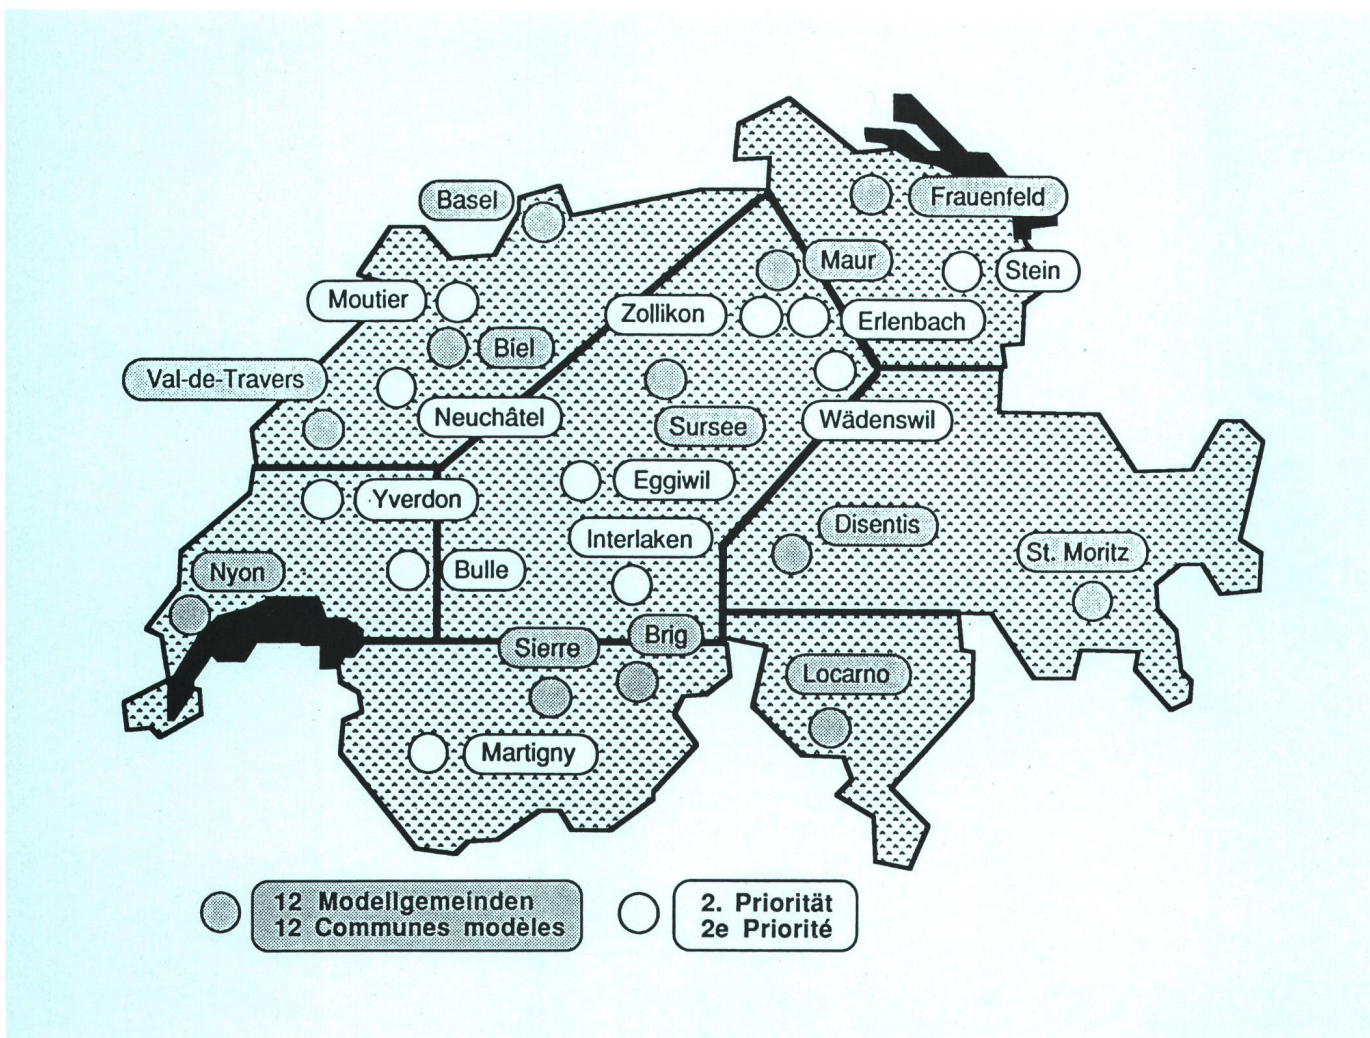 Basel
Frauenfeld
Maur
Stein
Moutier
Zollikon
Erlenbach
Biel
Val-de-Travers
Neuchâtel
Sursee
Wädenswil
Eggiwil
Yverdon
Interlaken
Disentis
St. Moritz
Nyon
Bulle
Brig
Sierre
Locarno
Martigny
12 Modellgemeinden
12 Communes modèles
2. Priorität
2e Priorité